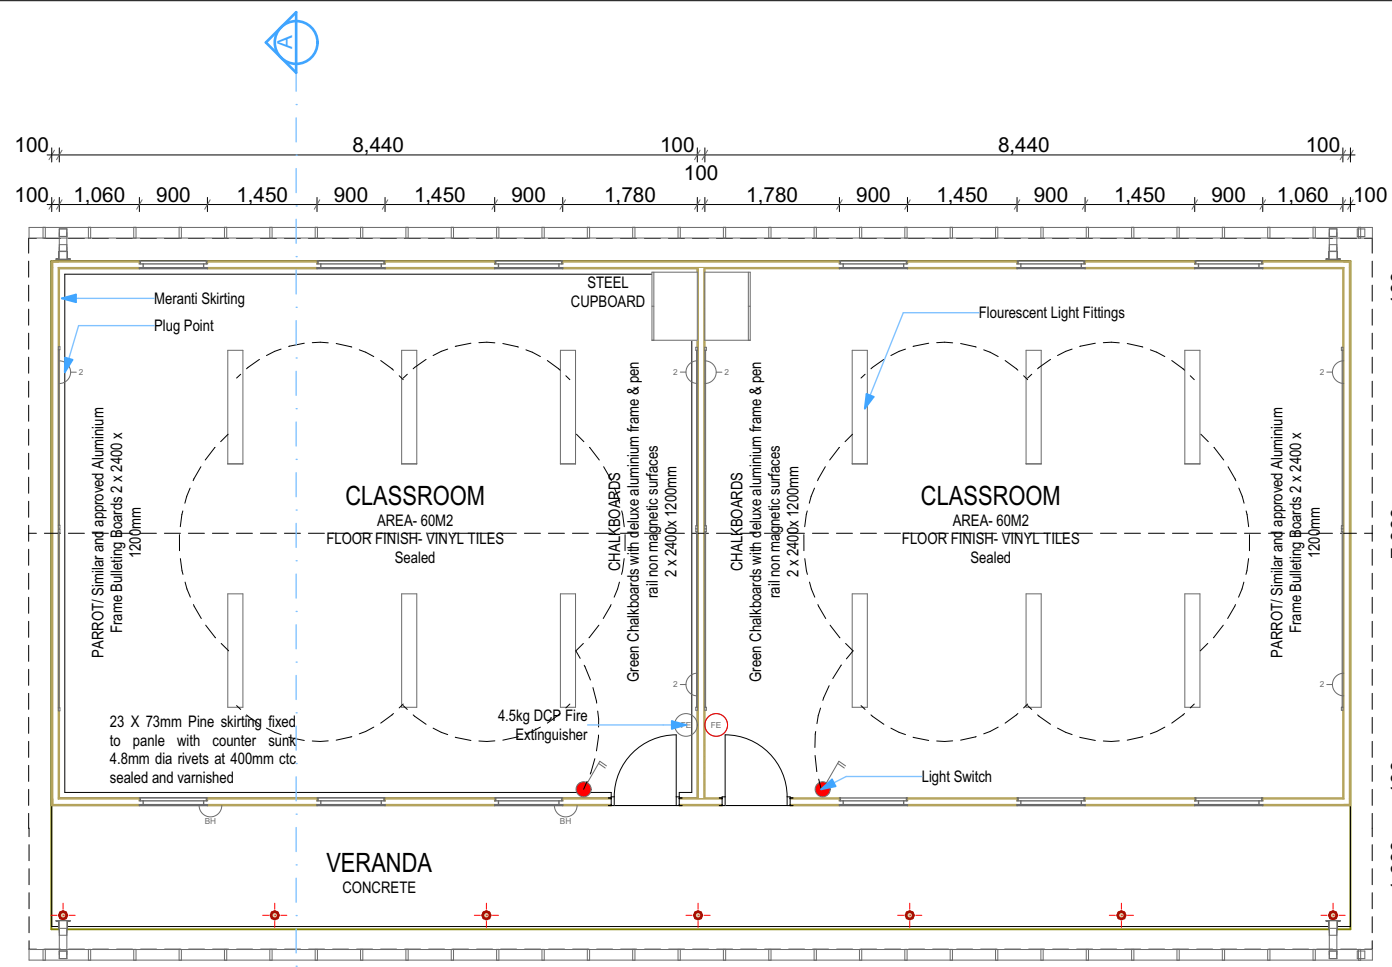 A
100
8,440
100
8,440
100
100
100
1,060
900
1,450
900
1,450
900
1,780
1,780
900
1,450
900
1,450
900
1,060
100
STEEL
CUPBOARD
Meranti Skirting
Plug Point
Flourescent Light Fittings
2
2
2
2
PARROT/ Similar and approved Aluminium
Frame Bulleting Boards 2 x 2400 x
1200mm
CLASSROOM
AREA- 60M2
FLOOR FINISH- VINYL TILES
Sealed
CHALKBOARDS
Green Chalkboards with deluxe aluminium frame & pen
rail non magnetic surfaces
2 x 2400x 1200mm
CHALKBOARDS
Green Chalkboards with deluxe aluminium frame & pen
rail non magnetic surfaces
2 x 2400x 1200mm
CLASSROOM
AREA- 60M2
FLOOR FINISH- VINYL TILES
Sealed
PARROT/ Similar and approved Aluminium
Frame Bulleting Boards 2 x 2400 x
1200mm
2
2
23 X 73mm Pine skirting fixed
to panle with counter sunk
4.8mm dia rivets at 400mm ctc
sealed and varnished
4.5kg DCP Fire
Extinguisher
FE
FE
Light Switch
BH
BH
VERANDA
CONCRETE